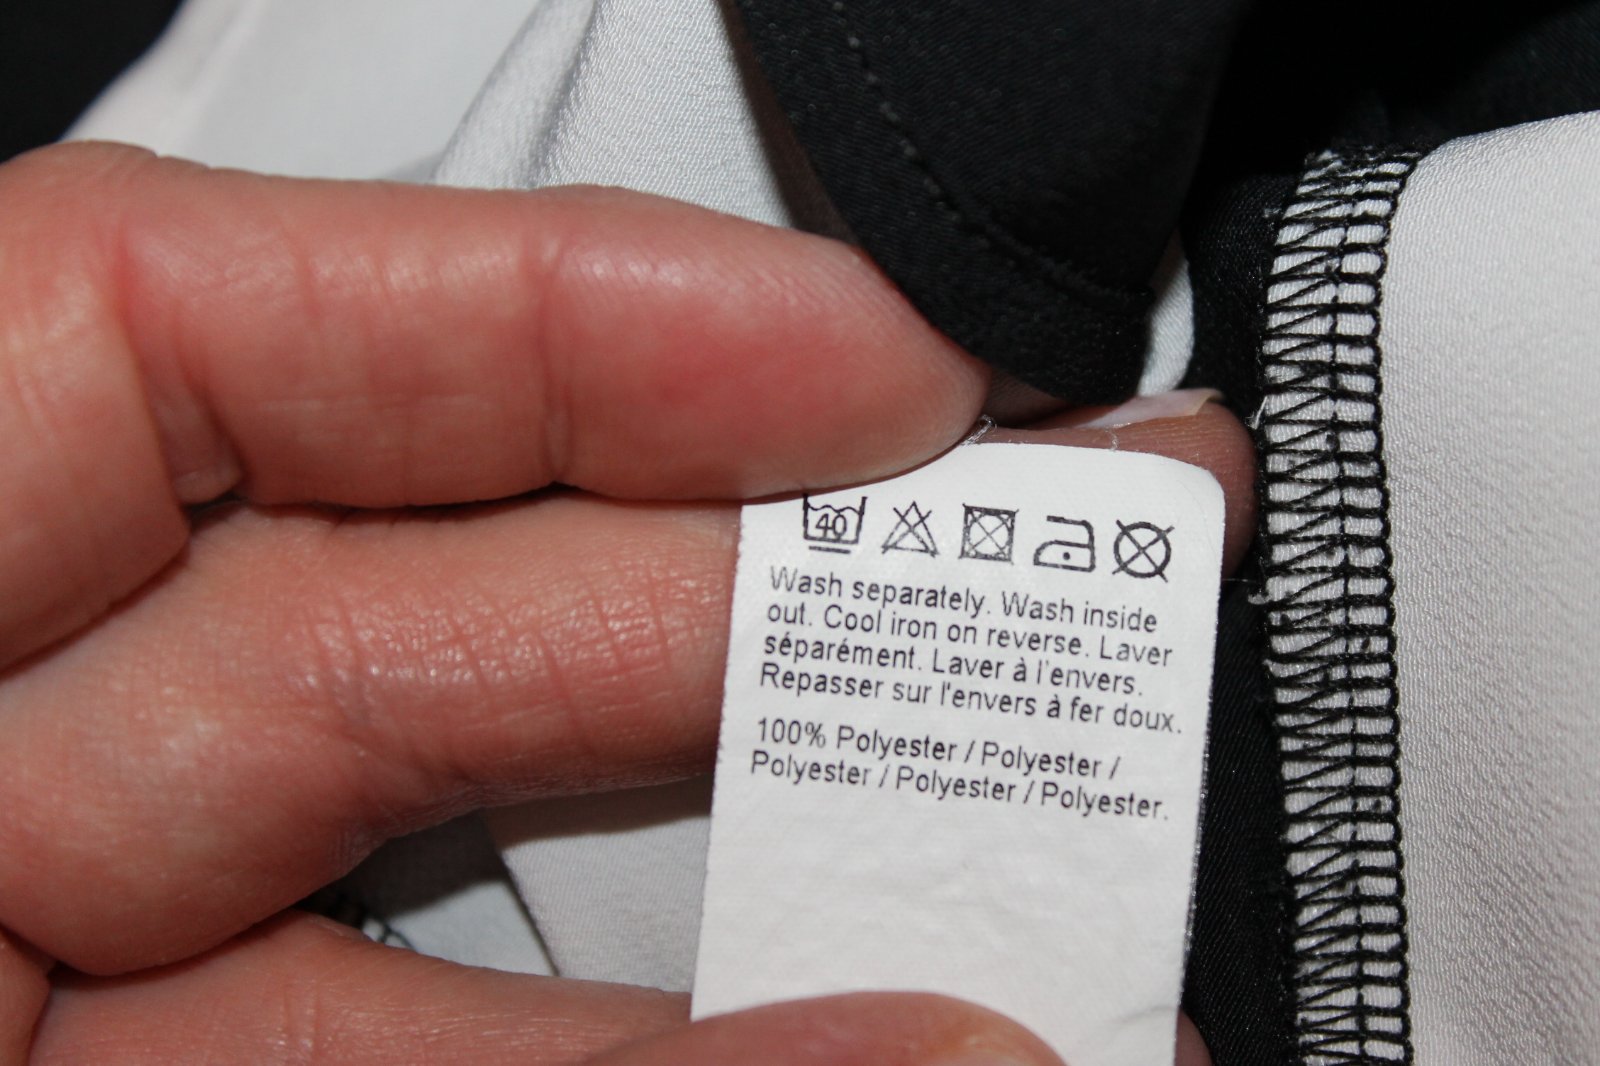 40
Wash separately. Wash inside
out. Cool iron on reverse. Laver
séparément. Laver à l'envers.
Repasser sur l'envers à fer doux.
100% Polyester / Polyester /
Polyester / Polyester / Polyester.